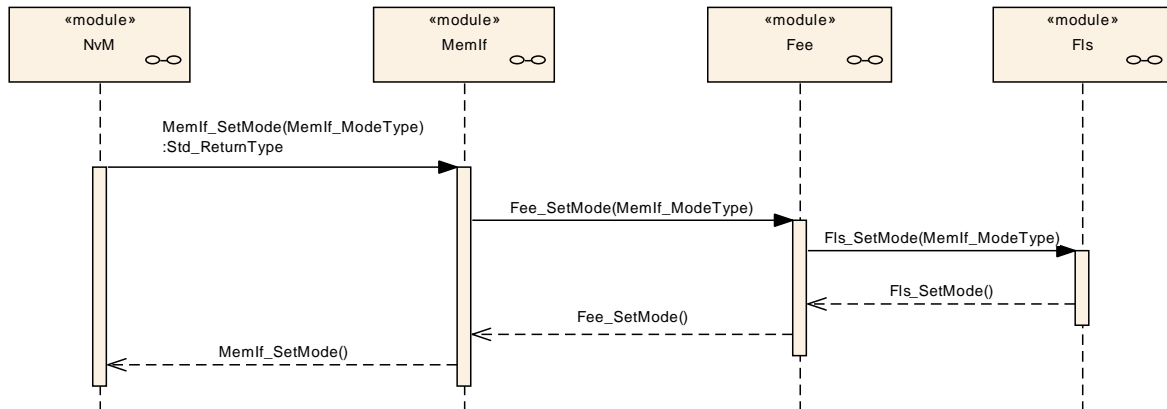 «module»
NvM
«module»
MemIf
«module»
Fee
«module»
Fls
MemIf_SetMode(MemIf_ModeType)
:Std_ReturnType
Fee_SetMode(MemIf_ModeType)
Fls_SetMode(MemIf_ModeType)
Fls_SetMode()
Fee_SetMode()
MemIf_SetMode()